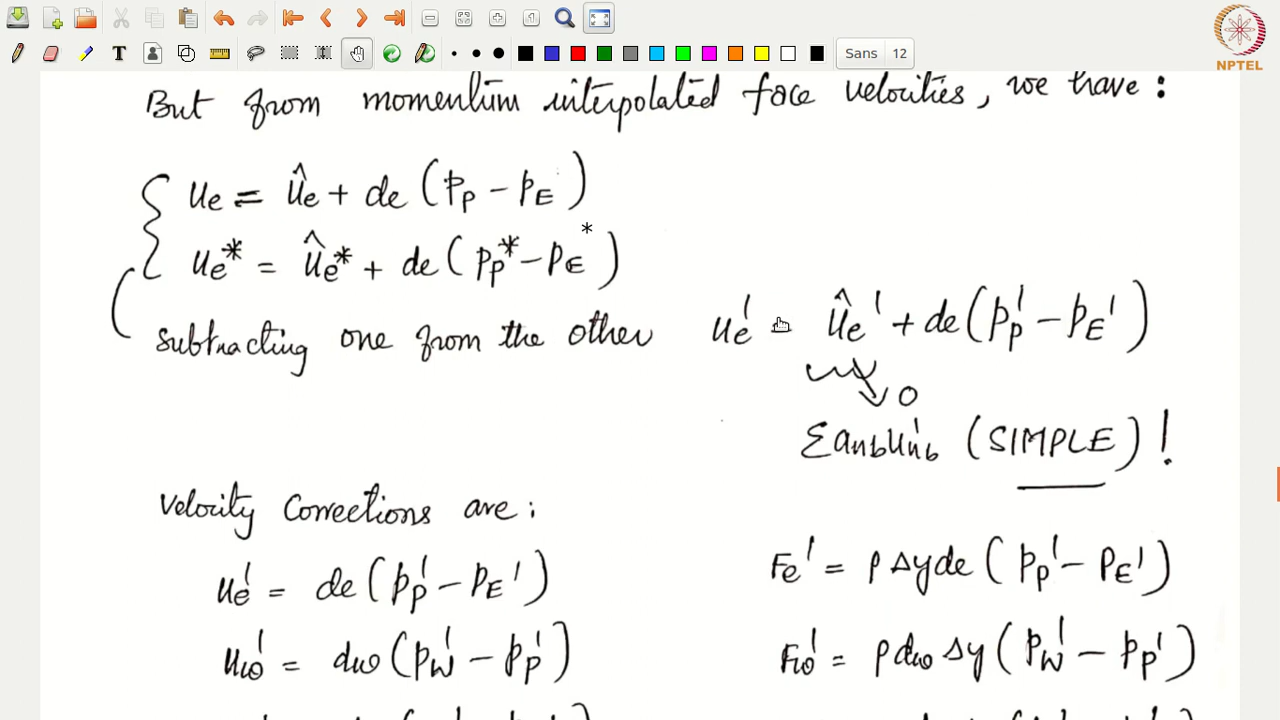 NPTEL
Sans 12
But from momentum interpolated face velocities, we have :
ue = ûe + de (pP - pE)
ue* = ûe* + de (pP* - pE*)
subtracting one from the other ue' = ûe' + de (pP' - pE')
0
Σanb u'nb (SIMPLE) !
Velocity Corrections are :
ue' = de (pP' - pE') Fe' = ρ Δy de (pP' - pE')
uw' = dw (pW' - pP') Fw' = ρ dw Δy (pW' - pP')